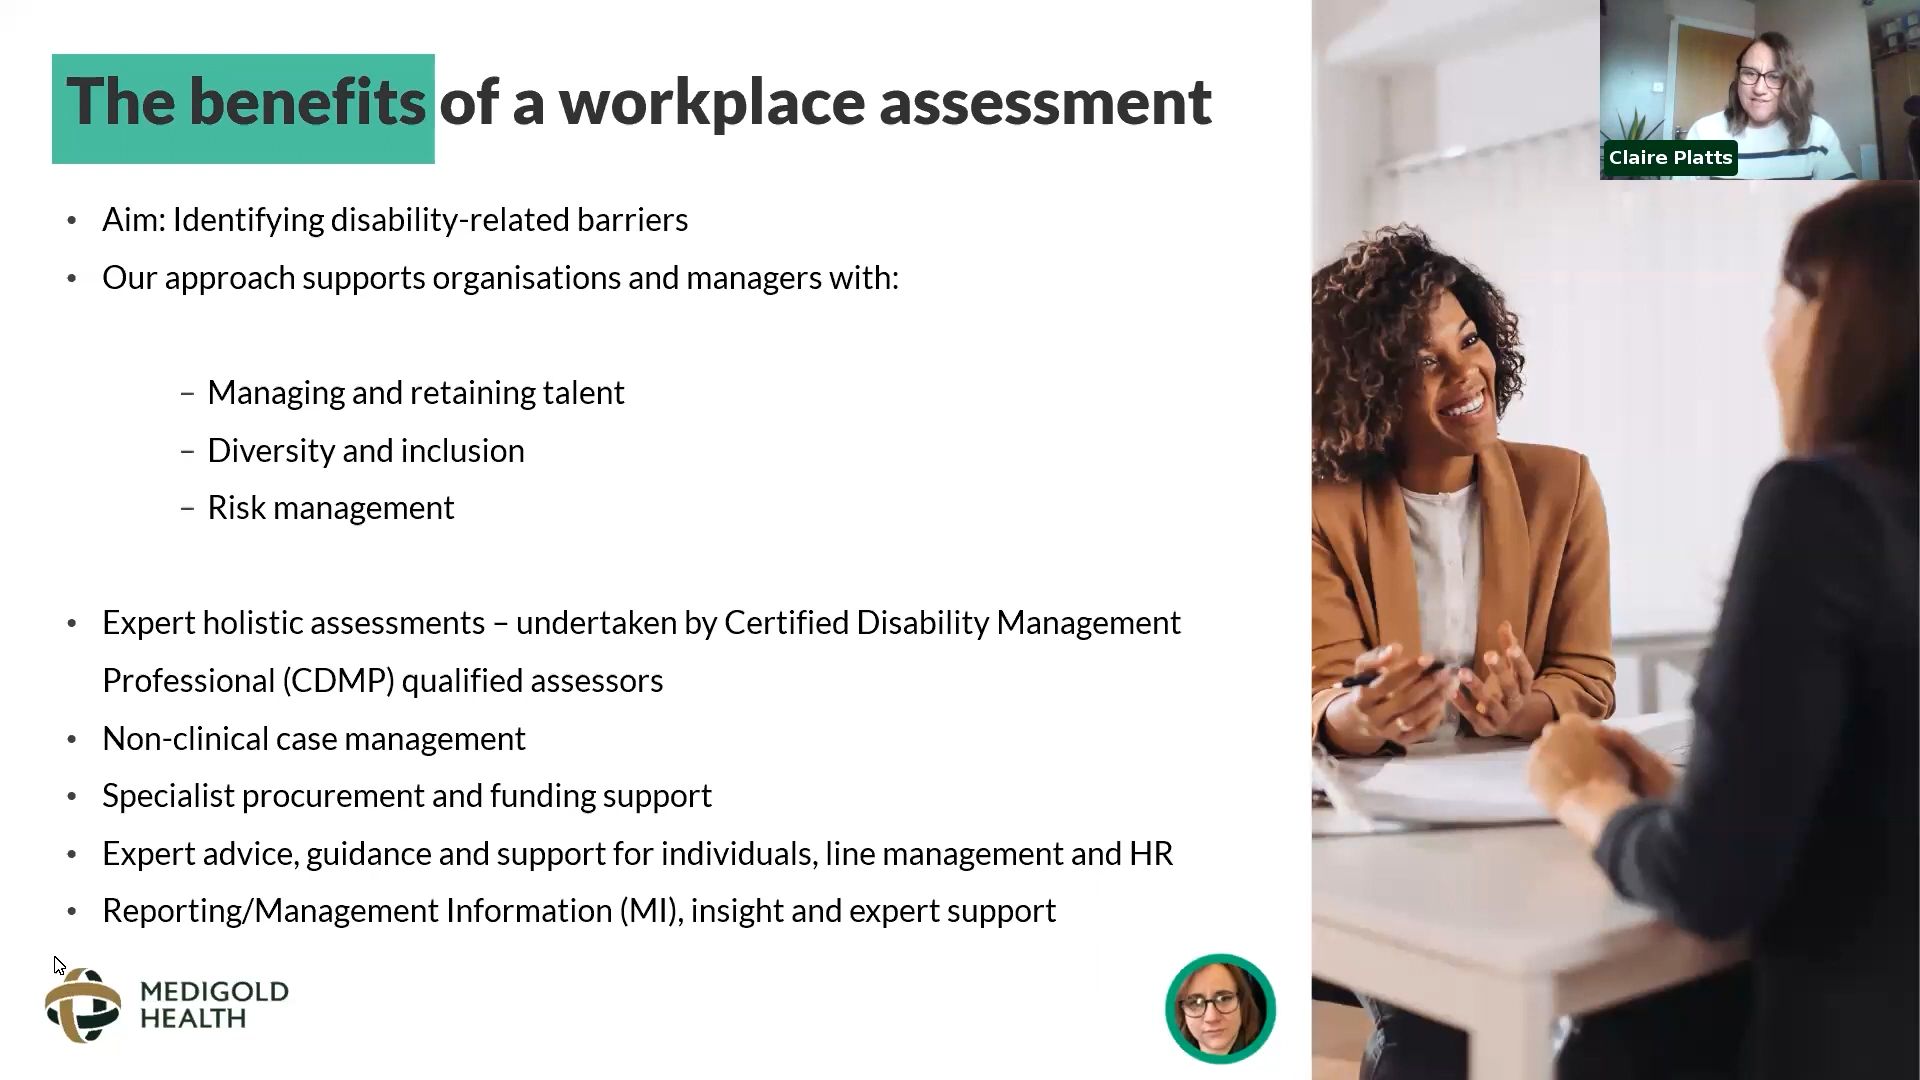 The benefits of a workplace assessment
Claire Platts
• Aim: Identifying disability-related barriers
• Our approach supports organisations and managers with:
– Managing and retaining talent
– Diversity and inclusion
– Risk management
• Expert holistic assessments – undertaken by Certified Disability Management
Professional (CDMP) qualified assessors
• Non-clinical case management
• Specialist procurement and funding support
• Expert advice, guidance and support for individuals, line management and HR
• Reporting/Management Information (MI), insight and expert support
MEDIGOLD
HEALTH